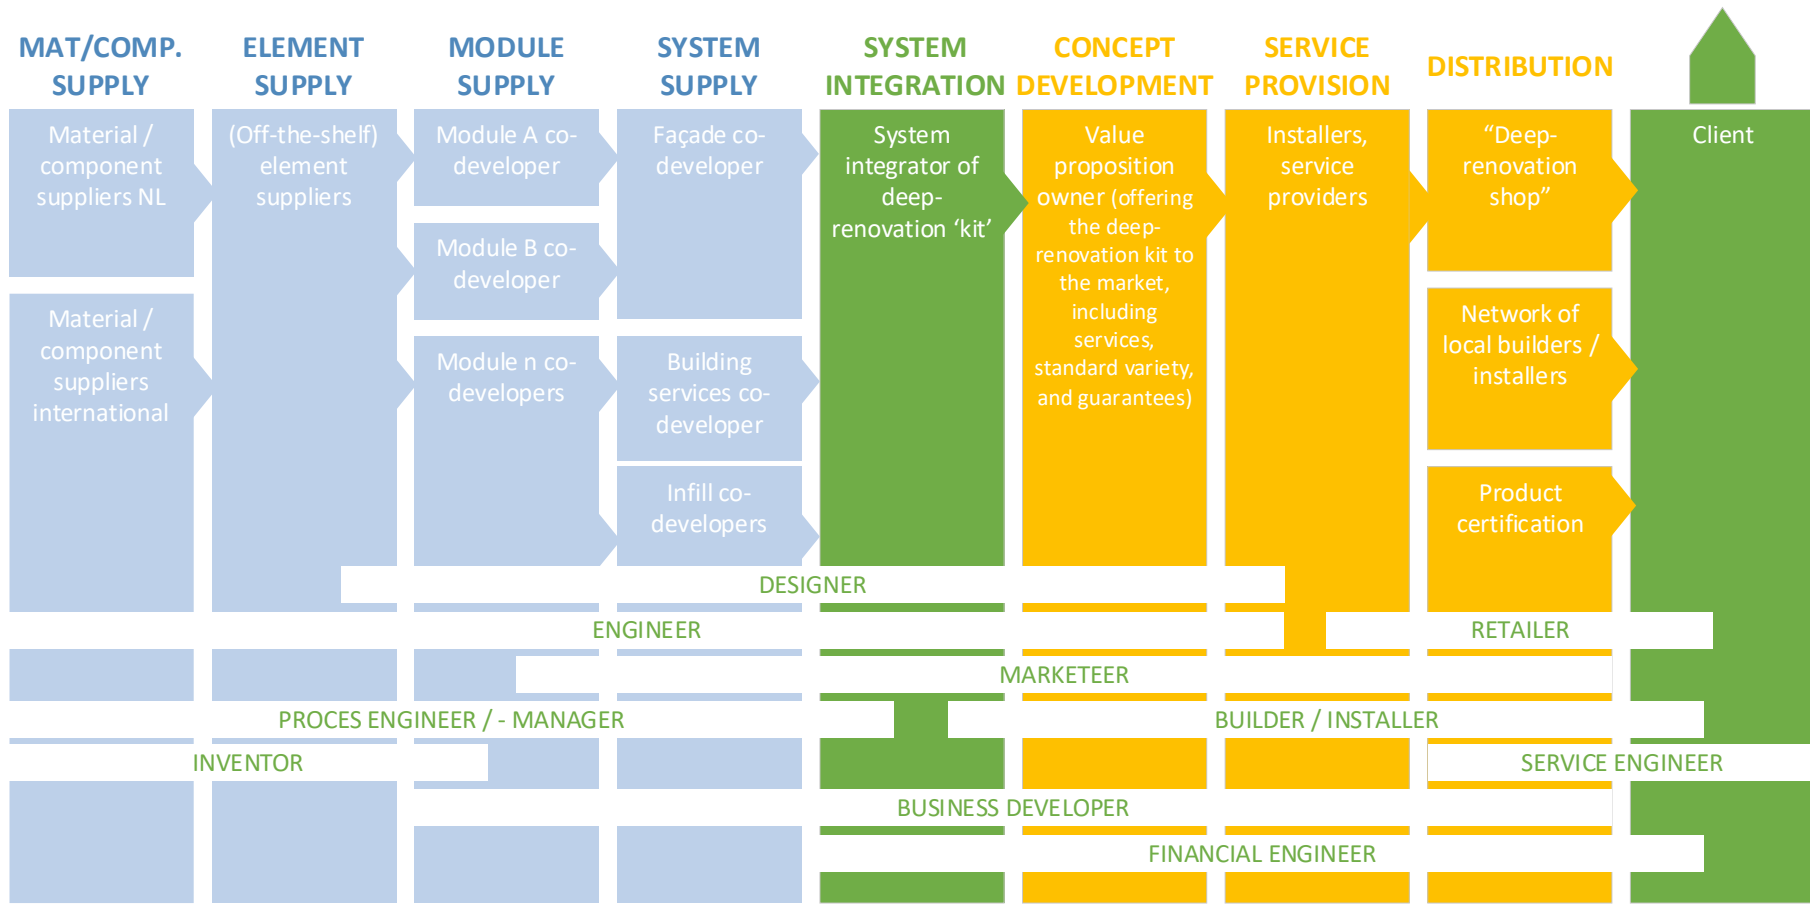 MAT/COMP.
SUPPLY
ELEMENT
SUPPLY
MODULE
SUPPLY
SYSTEM
SUPPLY
SYSTEM
INTEGRATION
CONCEPT
DEVELOPMENT
SERVICE
PROVISION
DISTRIBUTION
Material /
component
suppliers NL
Material /
component
suppliers
international
(Off-the-shelf)
element
suppliers
Module A co-
developer
Module B co-
developer
Module n co-
developers
Façade co-
developer
Building
services co-
developer
Infill co-
developers
System
integrator of
deep-
renovation ‘kit’
Value
proposition
owner (offering
the deep-
renovation kit to
the market,
including
services,
standard variety,
and guarantees)
Installers,
service
providers
“Deep-
renovation
shop”
Network of
local builders /
installers
Product
certification
Client
DESIGNER
ENGINEER
RETAILER
MARKETEER
PROCES ENGINEER / - MANAGER
BUILDER / INSTALLER
INVENTOR
SERVICE ENGINEER
BUSINESS DEVELOPER
FINANCIAL ENGINEER